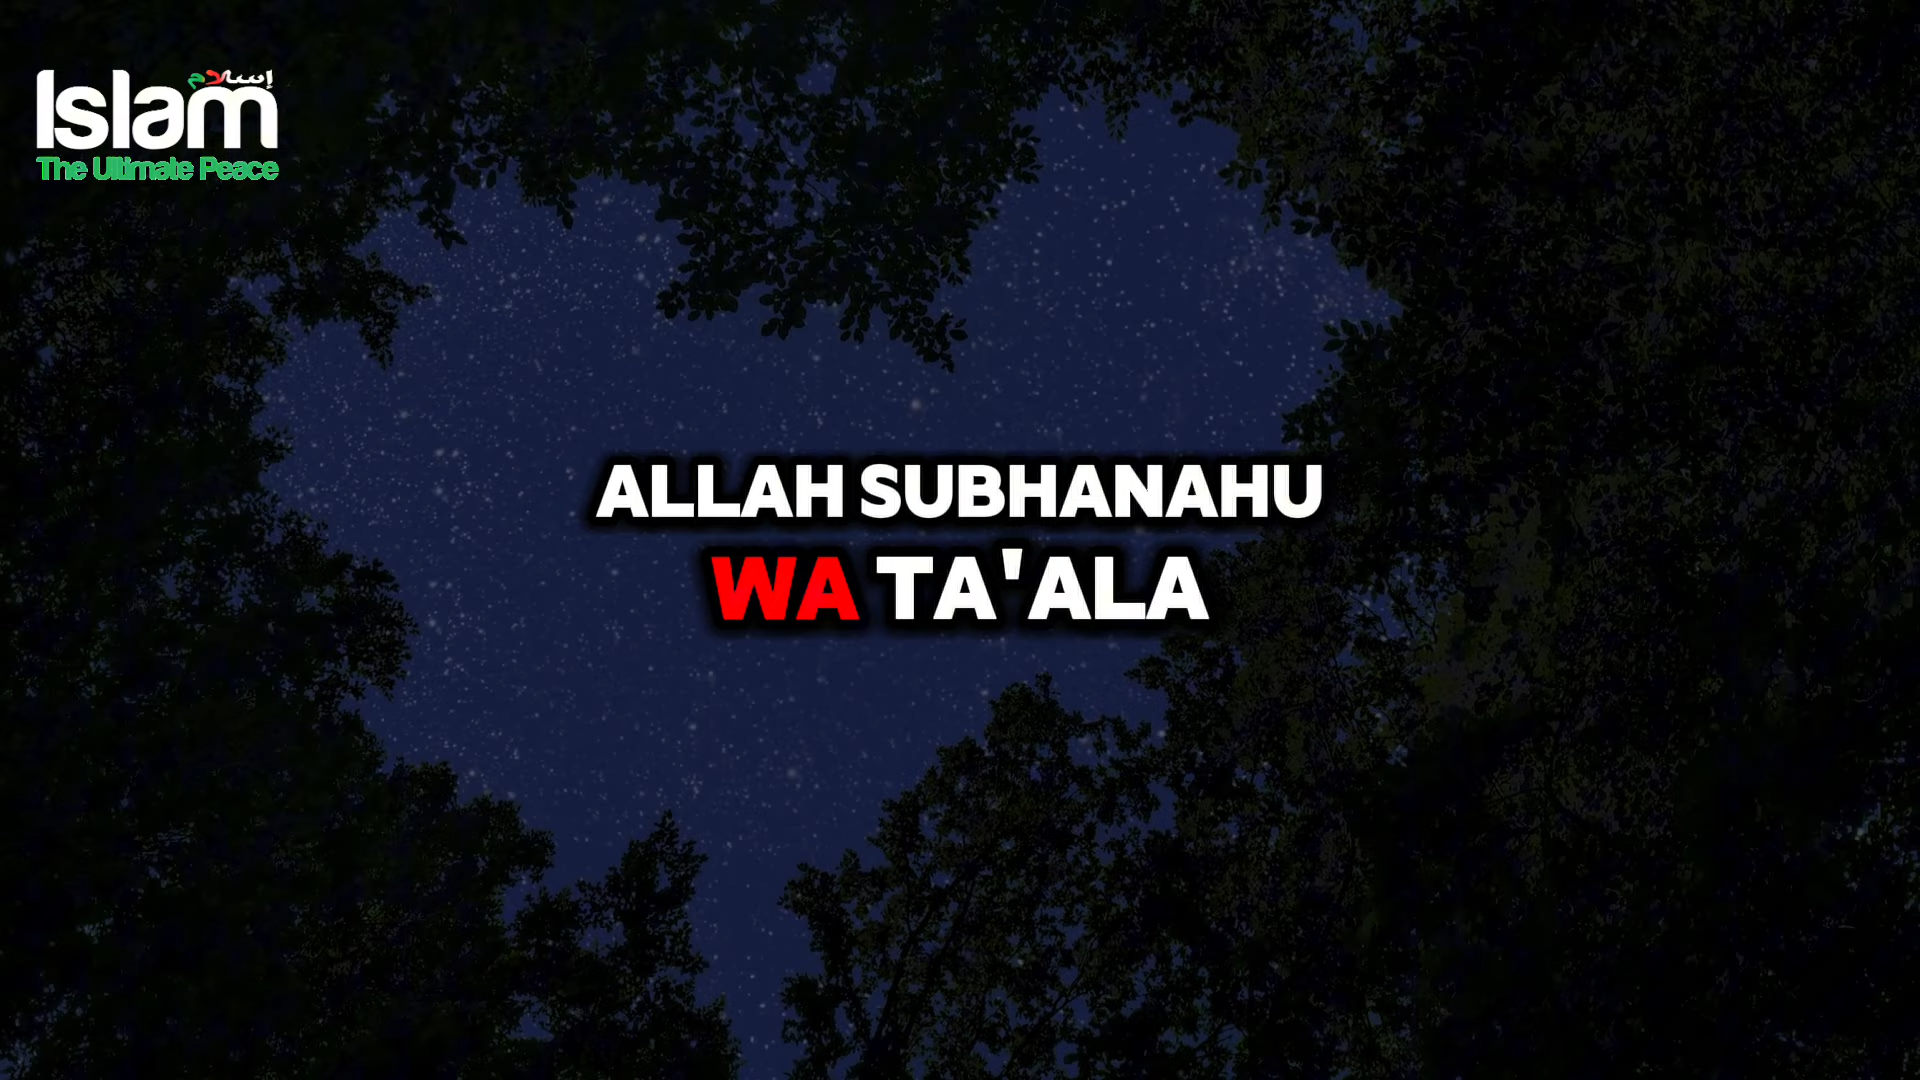 إسلام
Islam
The Ultimate Peace
ALLAH SUBHANAHU
WA TA'ALA